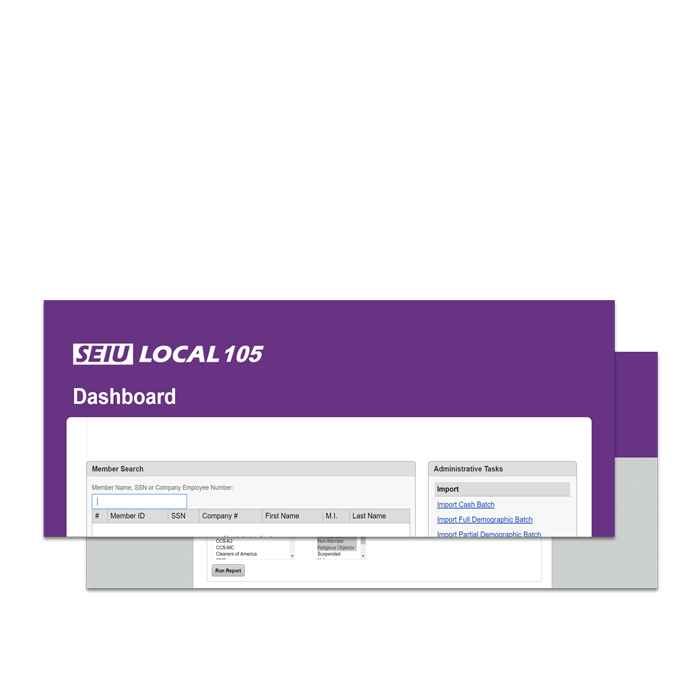 SEIU LOCAL 105
Dashboard
Member Search
Member Name, SSN or Company Employee Number:
# Member ID SSN Company # First Name M.I. Last Name
Administrative Tasks
Import
Import Cash Batch
Import Full Demographic Batch
Import Partial Demographic Batch
CCS-KJ
CCS-MC
Cleaners of America
Non-Member
Religious Objector
Suspended
Run Report